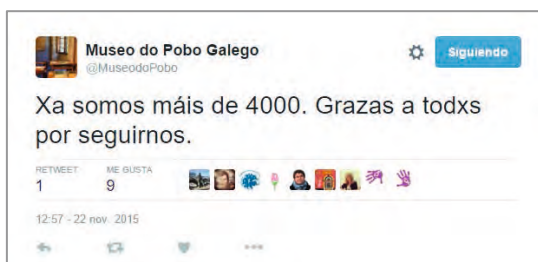 Museo do Pobo Galego
@MuseodoPobo
Siguiendo
Xa somos máis de 4000. Grazas a todxs
por seguirnos.
RETWEET
1
ME GUSTA
9
12:57 - 22 nov. 2015